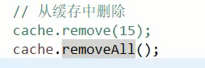 // 从缓存中删除
cache.remove(15);
cache.removeAll();